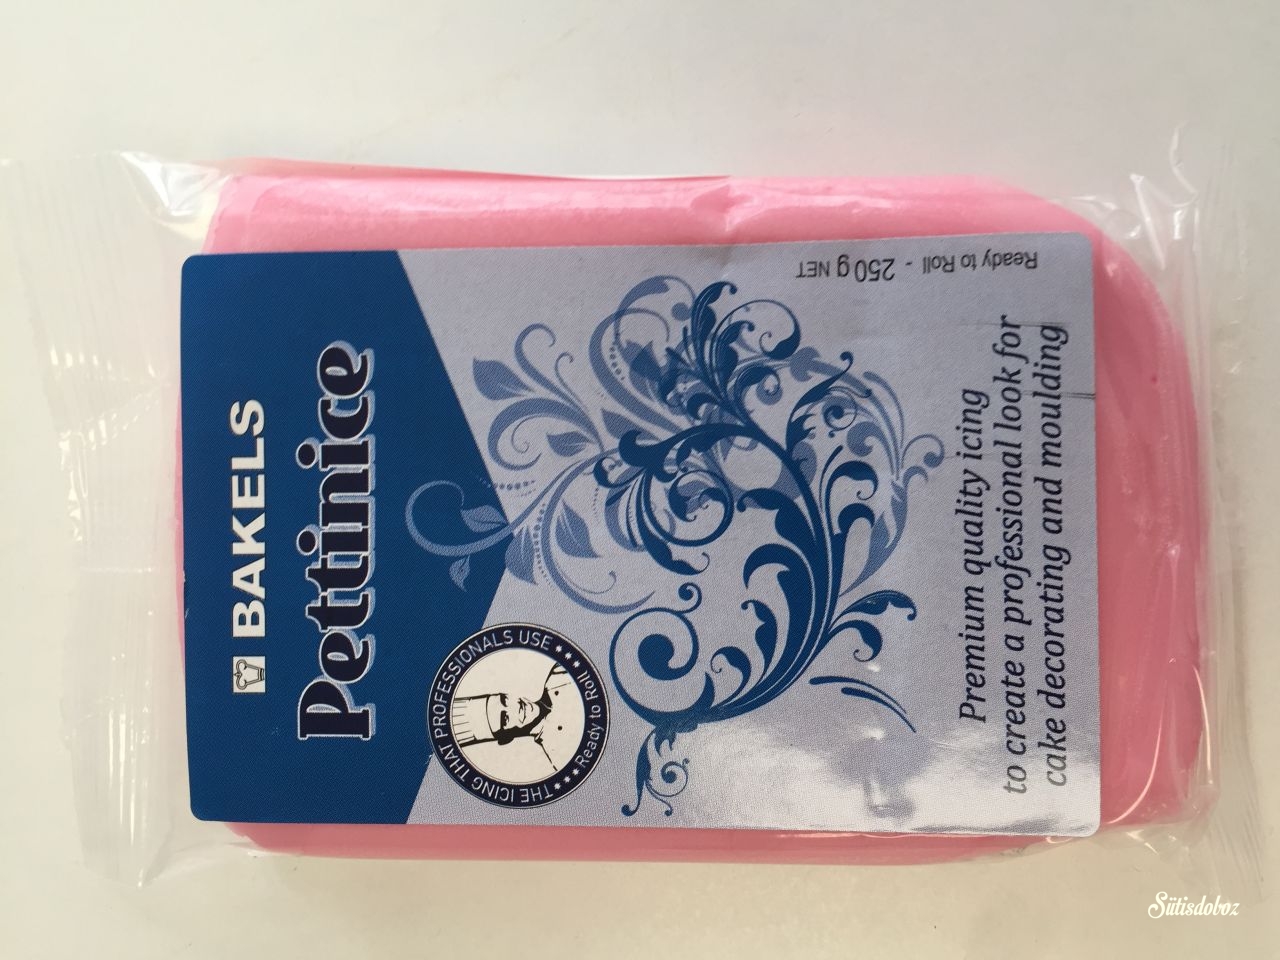 BAKELS
Pettinice
THE ICING THAT PROFESSIONALS USE
Ready to Roll
Premium quality icing
to create a professional look for
cake decorating and moulding
Ready to Roll - 250 g NET
Sütisdoboz